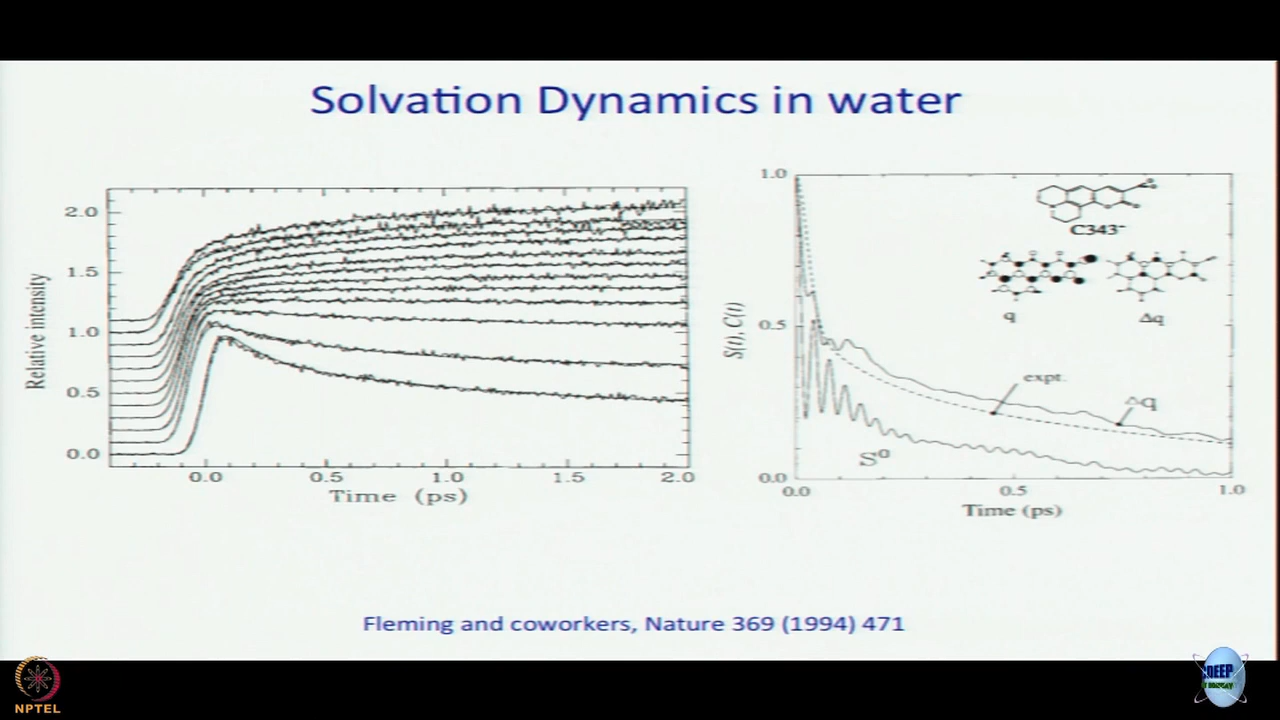 Solvation Dynamics in water
2.0
1.5
1.0
0.5
0.0
Relative intensity
0.0 0.5 1.0 1.5 2.0
Time (ps)
1.0
0.5
0.0
S(t), C(t)
C343⁻
q Δq
expt.
Δq
Sᵒ
0.0 0.5 1.0
Time (ps)
Fleming and coworkers, Nature 369 (1994) 471
NPTEL